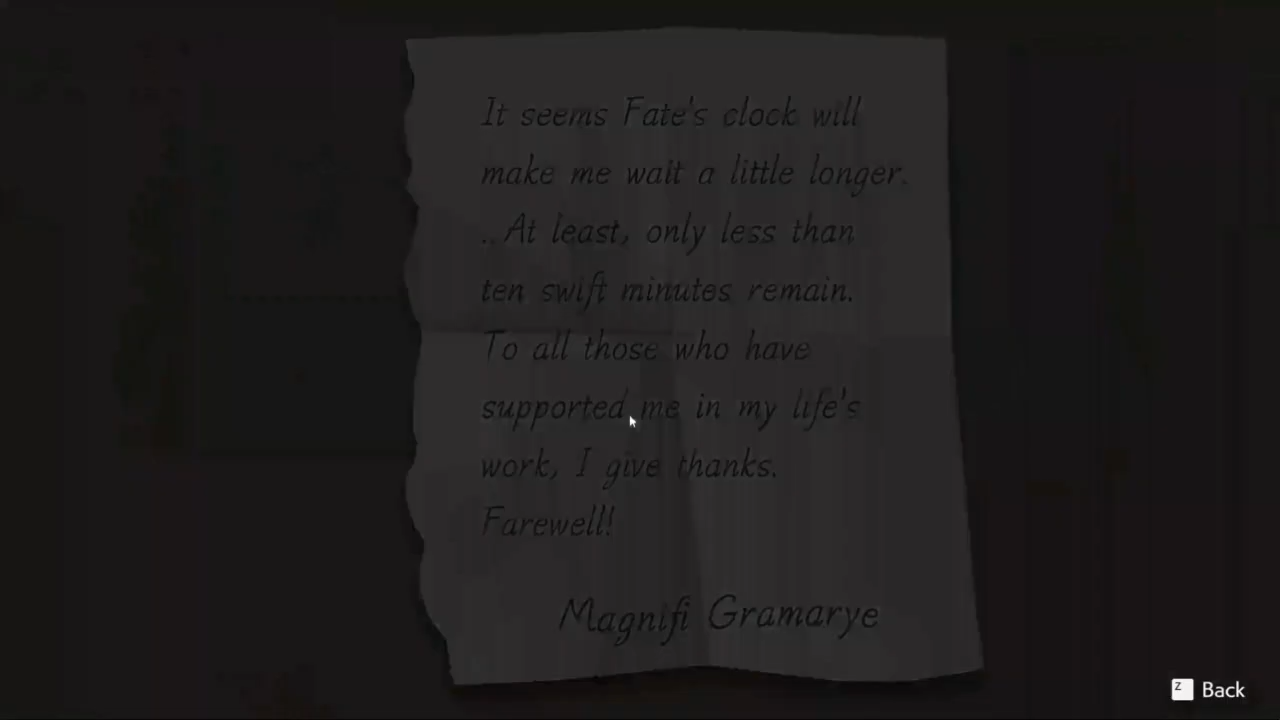 It seems Fate's clock will
make me wait a little longer.
...At least, only less than
ten swift minutes remain.
To all those who have
supported me in my life's
work, I give thanks.
Farewell!
Magnifi Gramarye
Z Back